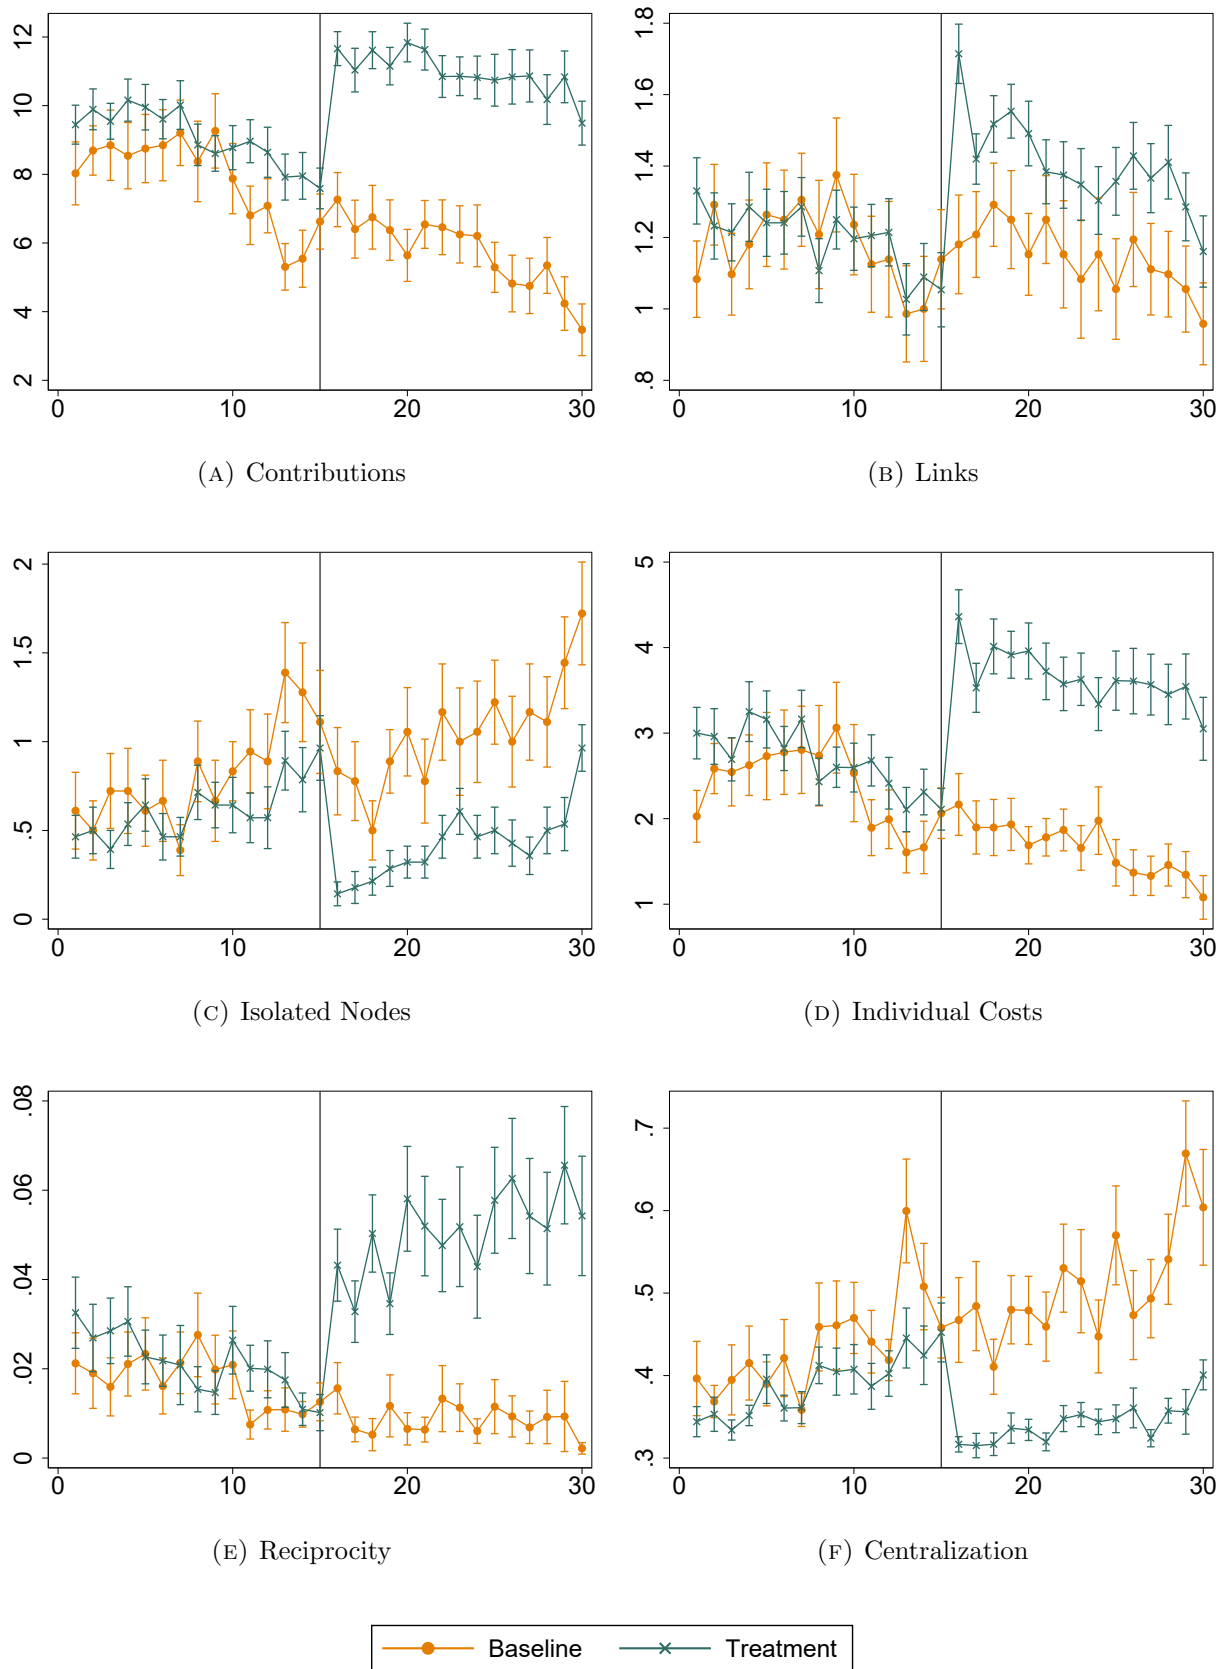 12
10
8
6
4
2
0 10 20 30
(A) Contributions
1.8
1.6
1.4
1.2
1
.8
0 10 20 30
(B) Links
2
1.5
1
.5
0
0 10 20 30
(C) Isolated Nodes
5
4
3
2
1
0 10 20 30
(D) Individual Costs
.08
.06
.04
.02
0
0 10 20 30
(E) Reciprocity
.7
.6
.5
.4
.3
0 10 20 30
(F) Centralization
Baseline Treatment